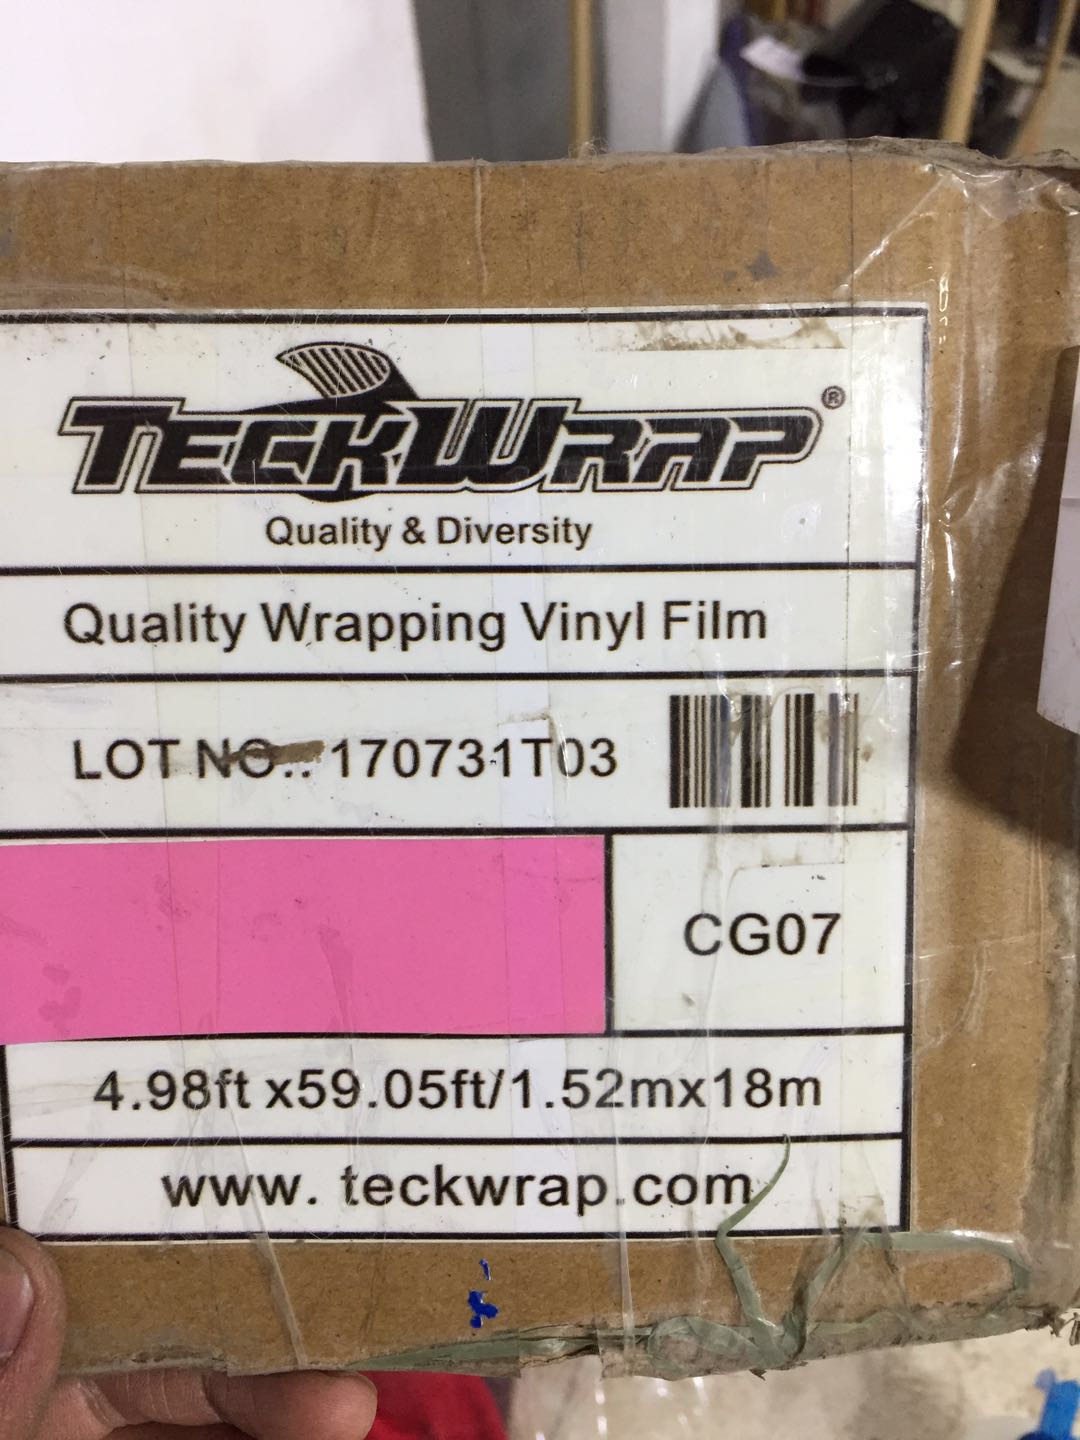 TECKWRAP®
Quality & Diversity
Quality Wrapping Vinyl Film
LOT NO.: 170731T03
CG07
4.98ft x59.05ft/1.52mx18m
www. teckwrap.com